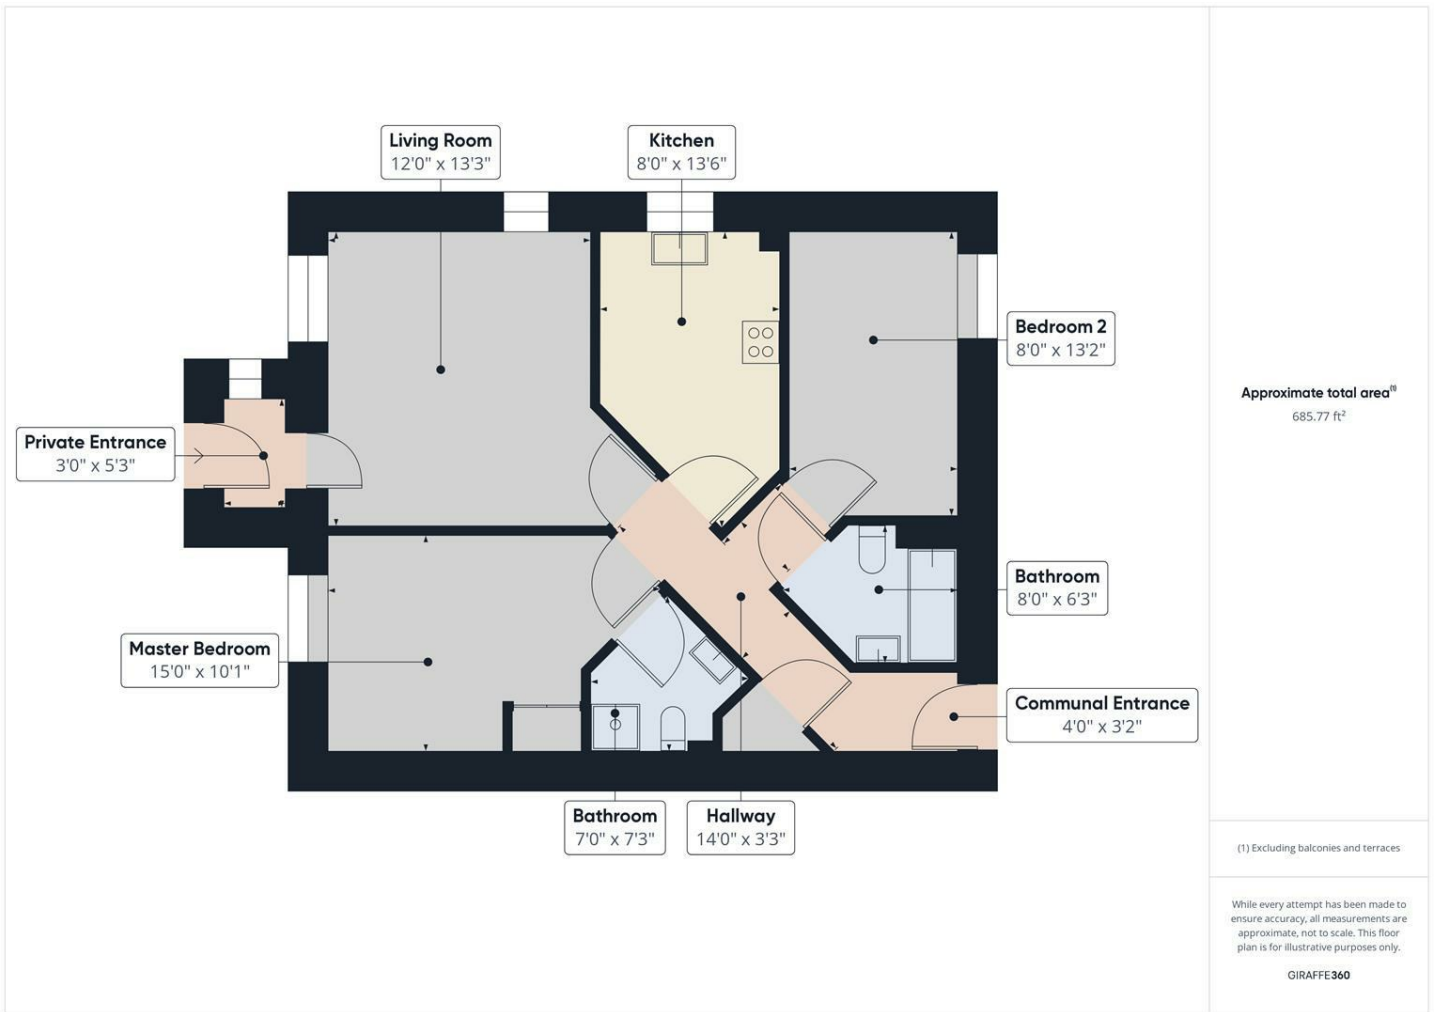 Living Room
12'0" x 13'3"
Kitchen
8'0" x 13'6"
Bedroom 2
8'0" x 13'2"
Private Entrance
3'0" x 5'3"
Bathroom
8'0" x 6'3"
Master Bedroom
15'0" x 10'1"
Communal Entrance
4'0" x 3'2"
Bathroom
7'0" x 7'3"
Hallway
14'0" x 3'3"
Approximate total area(1)
685.77 ft²
(1) Excluding balconies and terraces
While every attempt has been made to
ensure accuracy, all measurements are
approximate, not to scale. This floor
plan is for illustrative purposes only.
GIRAFFE360